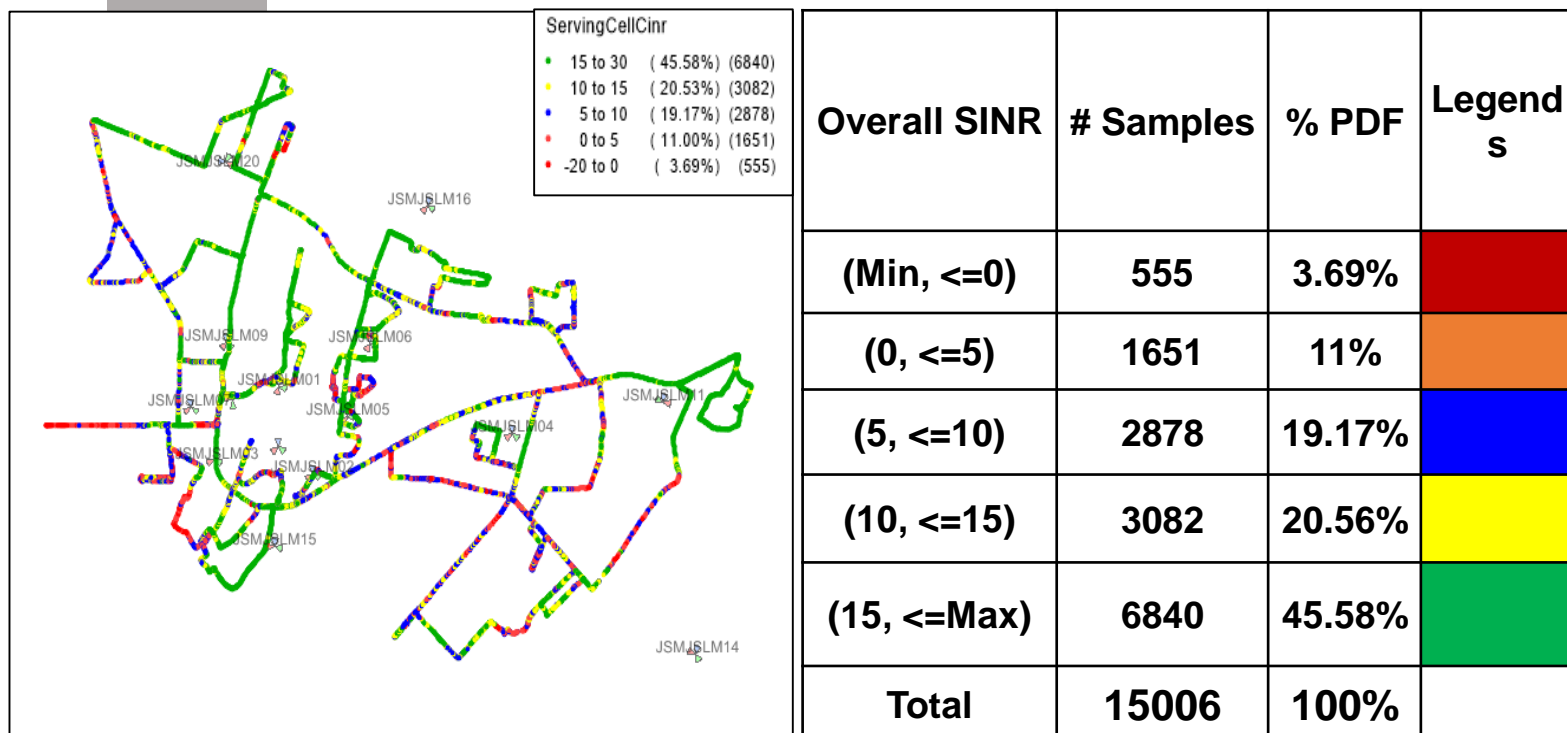 ServingCellCinr
15 to 30 ( 45.58%) (6840)
10 to 15 ( 20.53%) (3082)
5 to 10 ( 19.17%) (2878)
0 to 5 ( 11.00%) (1651)
-20 to 0 ( 3.69%) (555)
JSMJSLM20
JSMJSLM16
JSMJSLM09
JSMJSLM06
JSMJSLM01
JSMJSLM11
JSMJSLM05
JSMJSLM04
JSMJSLM03
JSMJSLM02
JSMJSLM15
JSMJSLM14
Overall SINR # Samples % PDF Legend
s
(Min, <=0) 555 3.69%
(0, <=5) 1651 11%
(5, <=10) 2878 19.17%
(10, <=15) 3082 20.56%
(15, <=Max) 6840 45.58%
Total 15006 100%